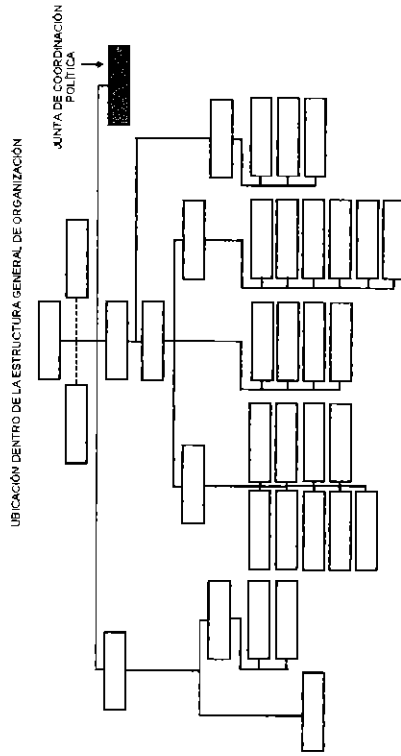 UBICACIÓN DENTRO DE LA ESTRUCTURA GENERAL DE ORGANIZACIÓN
JUNTA DE COORDINACIÓN
POLÍTICA